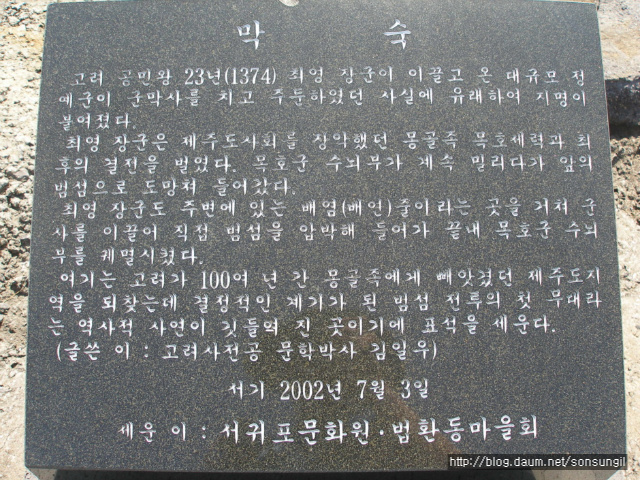 막 숙
고려 공민왕 23년(1374) 최영 장군이 이끌고 온 대규모 정
예군이 군막사를 치고 주둔하였던 사실에 유래하여 지명이
붙여졌다.
최영 장군은 제주도사회를 장악했던 몽골족 목호세력과 최
후의 결전을 벌였다. 목호군 수뇌부가 계속 밀리다가 앞의
범섬으로 도망쳐 들어갔다.
최영 장군도 주변에 있는 배염(배연)줄이라는 곳을 거쳐 군
사를 이끌어 직접 범섬을 압박해 들어가 끝내 목호군 수뇌
부를 궤멸시켰다.
여기는 고려가 100여 년 간 몽골족에게 빼앗겼던 제주도지
역을 되찾는데 결정적인 계기가 된 범섬 전투의 첫 무대라
는 역사적 사연이 깃들여 진 곳이기에 표석을 세운다.
(글쓴 이 : 고려사전공 문학박사 김일우)
서기 2002년 7월 3일
세운 이 : 서귀포문화원·법환동마을회
http://blog.daum.net/sonsungil